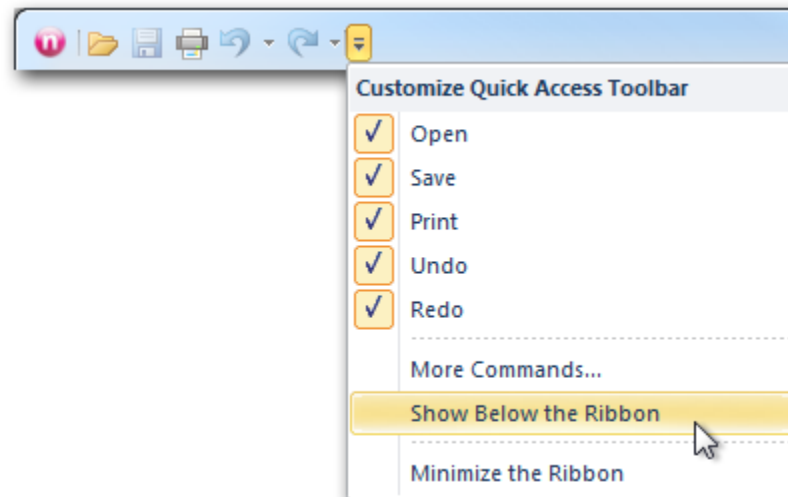 n
Customize Quick Access Toolbar
Open
Save
Print
Undo
Redo
More Commands...
Show Below the Ribbon
Minimize the Ribbon